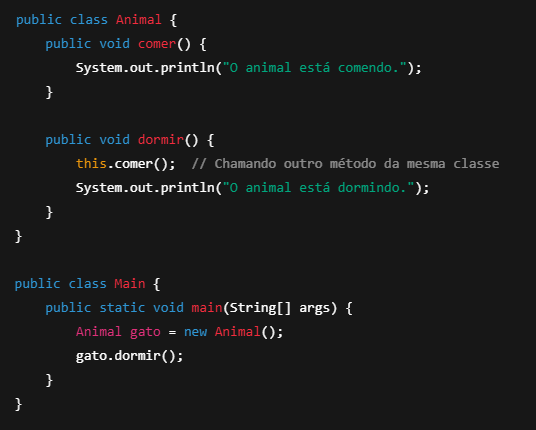 public class Animal {
    public void comer() {
        System.out.println("O animal está comendo.");
    }

    public void dormir() {
        this.comer();  // Chamando outro método da mesma classe
        System.out.println("O animal está dormindo.");
    }
}

public class Main {
    public static void main(String[] args) {
        Animal gato = new Animal();
        gato.dormir();
    }
}